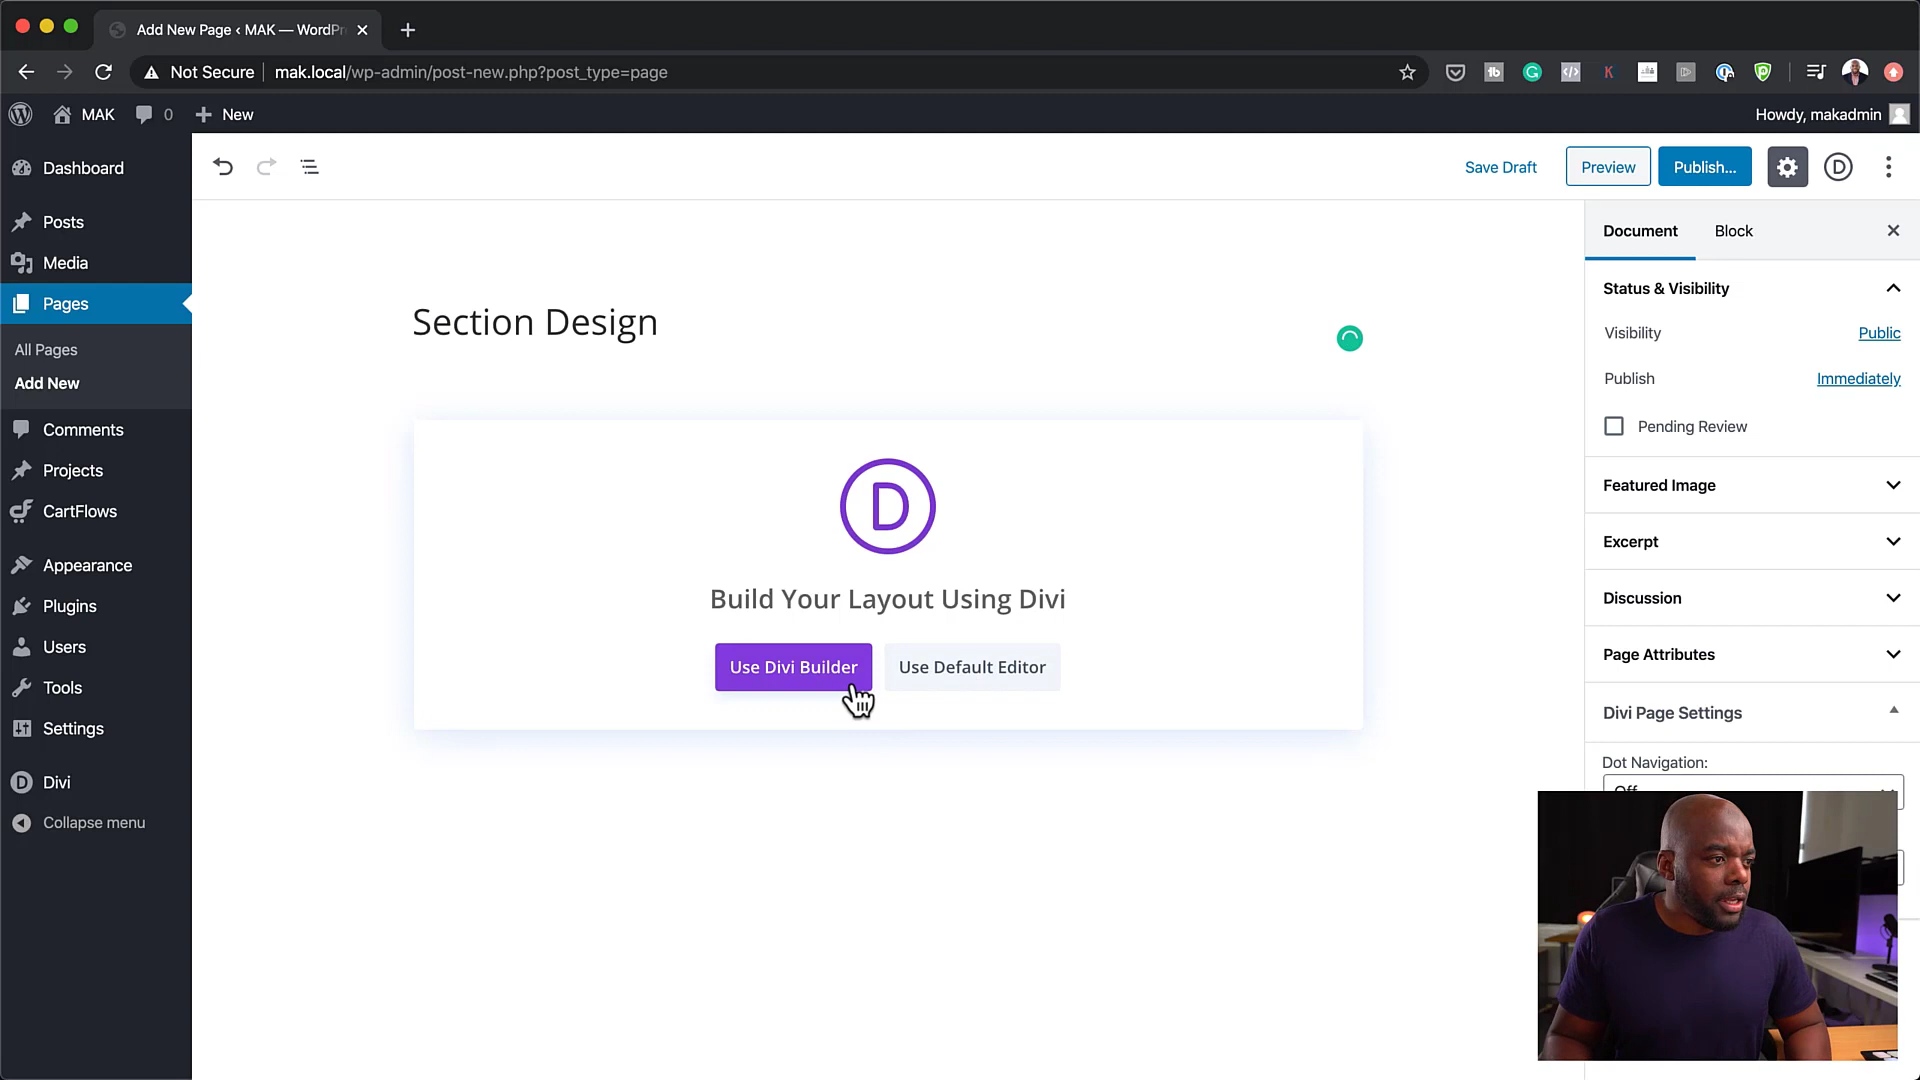 Add New Page ‹ MAK — WordPr
Not Secure
mak.local/wp-admin/post-new.php?post_type=page
MAK
0
New
Howdy, makadmin
Dashboard
Posts
Media
Pages
All Pages
Add New
Comments
Projects
CartFlows
Appearance
Plugins
Users
Tools
Settings
Divi
Collapse menu
Save Draft
Preview
Publish...
Section Design
D
Build Your Layout Using Divi
Use Divi Builder
Use Default Editor
Document
Block
Status & Visibility
Visibility
Public
Publish
Immediately
Pending Review
Featured Image
Excerpt
Discussion
Page Attributes
Divi Page Settings
Dot Navigation:
Off